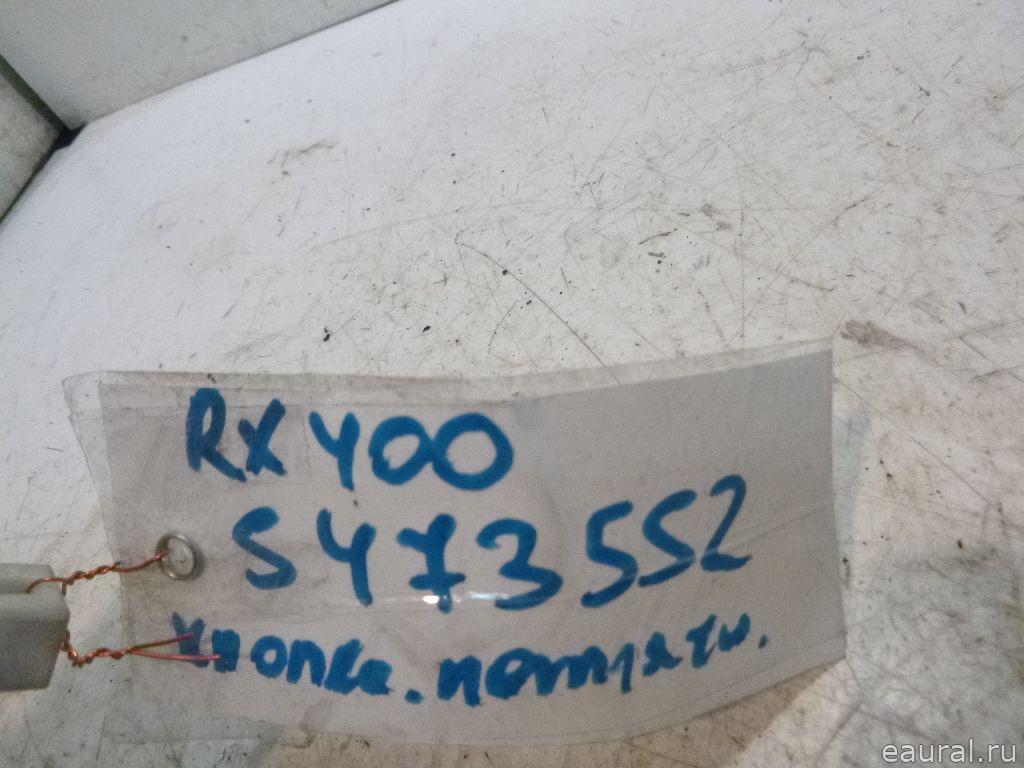 RX 400
S473552
кнопка. памяти.
eaural.ru